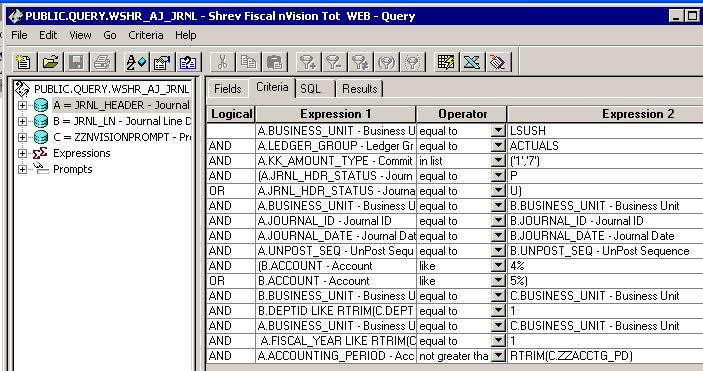 PUBLIC.QUERY.WSHR_AJ_JRNL - Shrev Fiscal nVision Tot WEB - Query
File Edit View Go Criteria Help
PUBLIC.QUERY.WSHR_AJ_JRNL Fields Criteria SQL Results
A = JRNL_HEADER - Journal
B = JRNL_LN - Journal Line D
C = ZZNVISIONPROMPT - Pr
Expressions
Prompts
Logical Expression 1 Operator Expression 2
A.BUSINESS_UNIT - Business U equal to LSUSH
AND A.LEDGER_GROUP - Ledger Gr equal to ACTUALS
AND A.KK_AMOUNT_TYPE - Commit in list ('1','7')
AND (A.JRNL_HDR_STATUS - Journ equal to P
OR A.JRNL_HDR_STATUS - Journa equal to U)
AND A.BUSINESS_UNIT - Business U equal to B.BUSINESS_UNIT - Business Unit
AND A.JOURNAL_ID - Journal ID equal to B.JOURNAL_ID - Journal ID
AND A.JOURNAL_DATE - Journal Dat equal to B.JOURNAL_DATE - Journal Date
AND A.UNPOST_SEQ - UnPost Sequ equal to B.UNPOST_SEQ - UnPost Sequence
AND (B.ACCOUNT - Account like 4%
OR B.ACCOUNT - Account like 5%)
AND B.BUSINESS_UNIT - Business U equal to C.BUSINESS_UNIT - Business Unit
AND B.DEPTID LIKE RTRIM(C.DEPT equal to 1
AND A.BUSINESS_UNIT - Business U equal to C.BUSINESS_UNIT - Business Unit
AND A.FISCAL_YEAR LIKE RTRIM(C equal to 1
AND A.ACCOUNTING_PERIOD - Acc not greater tha RTRIM(C.ZZACCTG_PD)